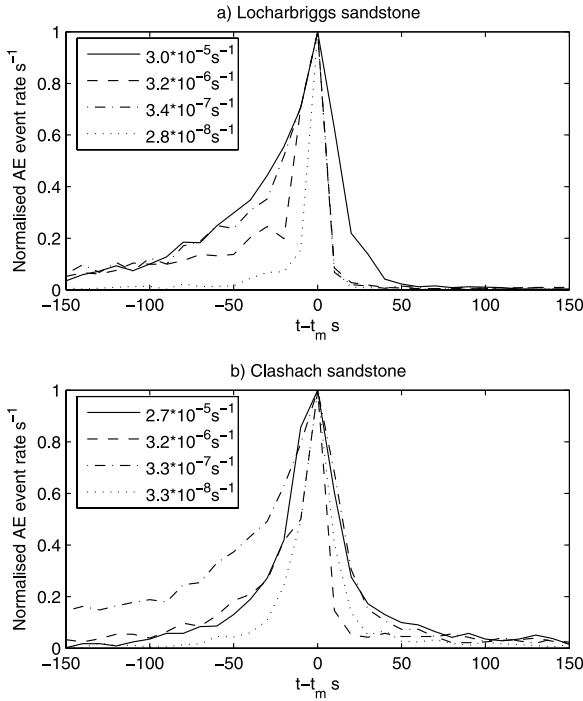 a) Locharbriggs sandstone
Normalised AE event rate s⁻¹
1
0.8
0.6
0.4
0.2
0
3.0*10⁻⁵s⁻¹
3.2*10⁻⁶s⁻¹
3.4*10⁻⁷s⁻¹
2.8*10⁻⁸s⁻¹
−150 −100 −50 0 50 100 150
t−tₘ s
b) Clashach sandstone
Normalised AE event rate s⁻¹
1
0.8
0.6
0.4
0.2
0
2.7*10⁻⁵s⁻¹
3.2*10⁻⁶s⁻¹
3.3*10⁻⁷s⁻¹
3.3*10⁻⁸s⁻¹
−150 −100 −50 0 50 100 150
t−tₘ s